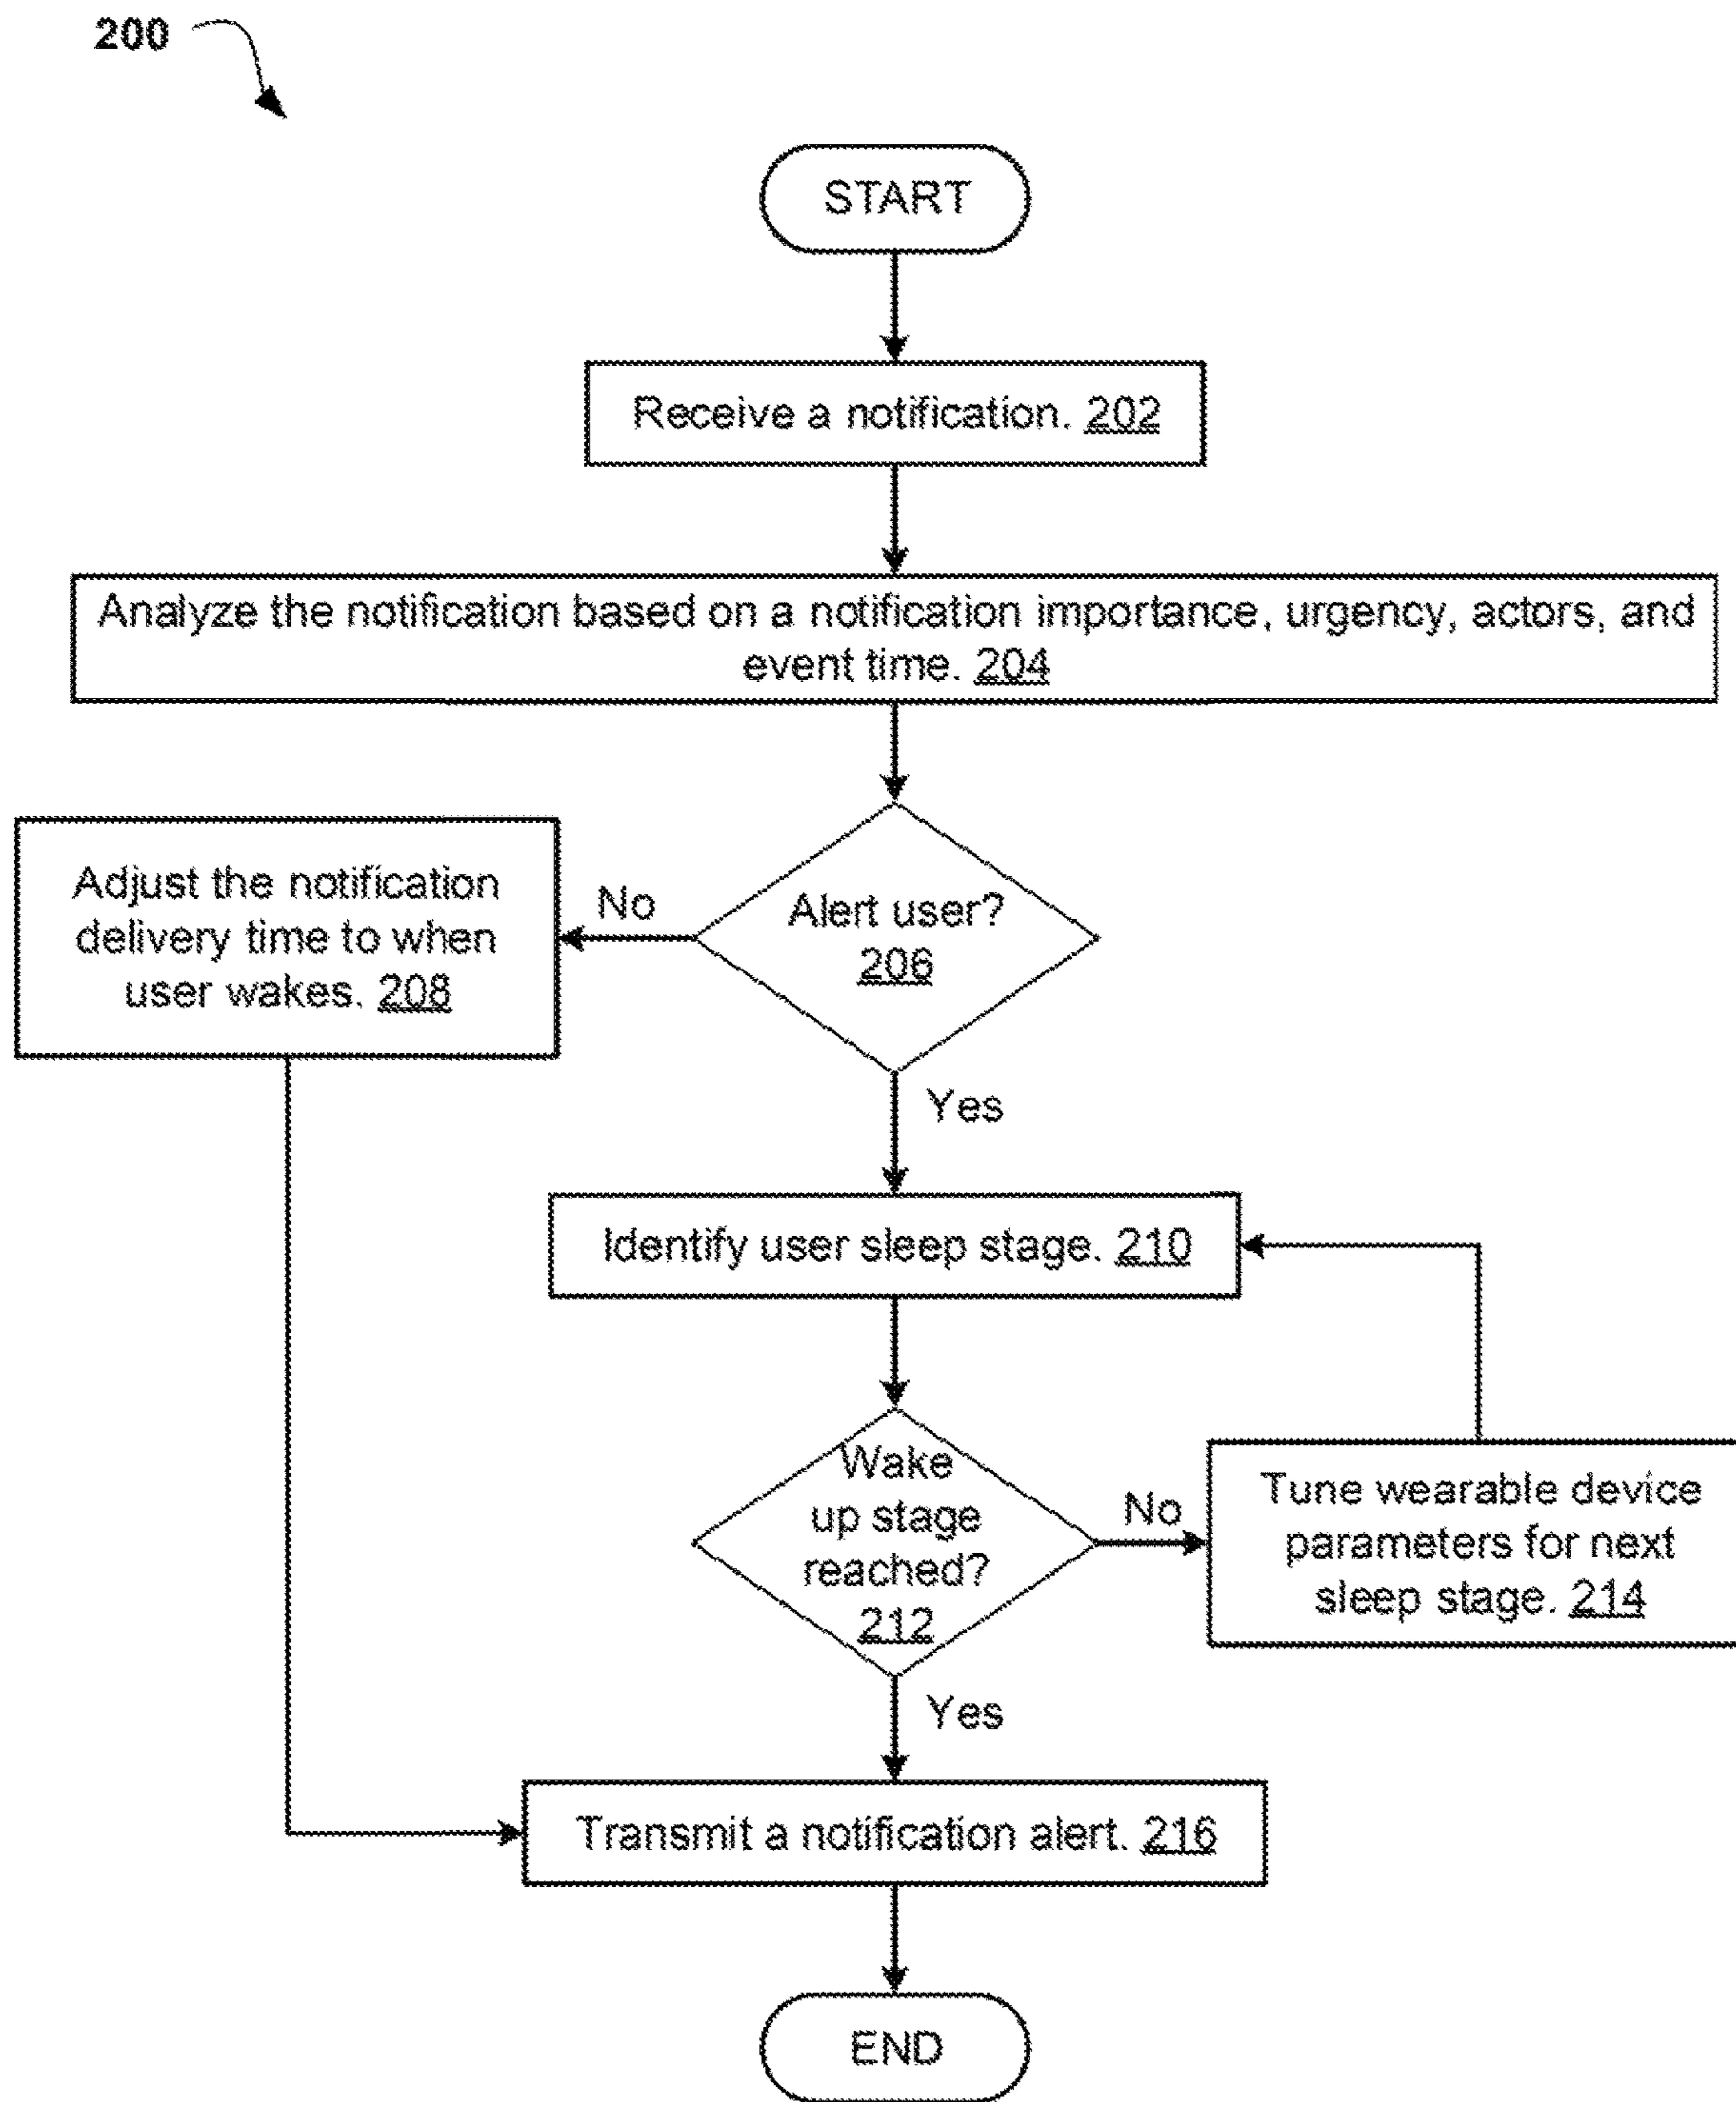 200
START
Receive a notification. 202
Analyze the notification based on a notification importance, urgency, actors, and
event time. 204
Alert user?
206
No
Adjust the notification
delivery time to when
user wakes. 208
Yes
Identify user sleep stage. 210
Wake
up stage
reached?
212
No
Tune wearable device
parameters for next
sleep stage. 214
Yes
Transmit a notification alert. 216
END